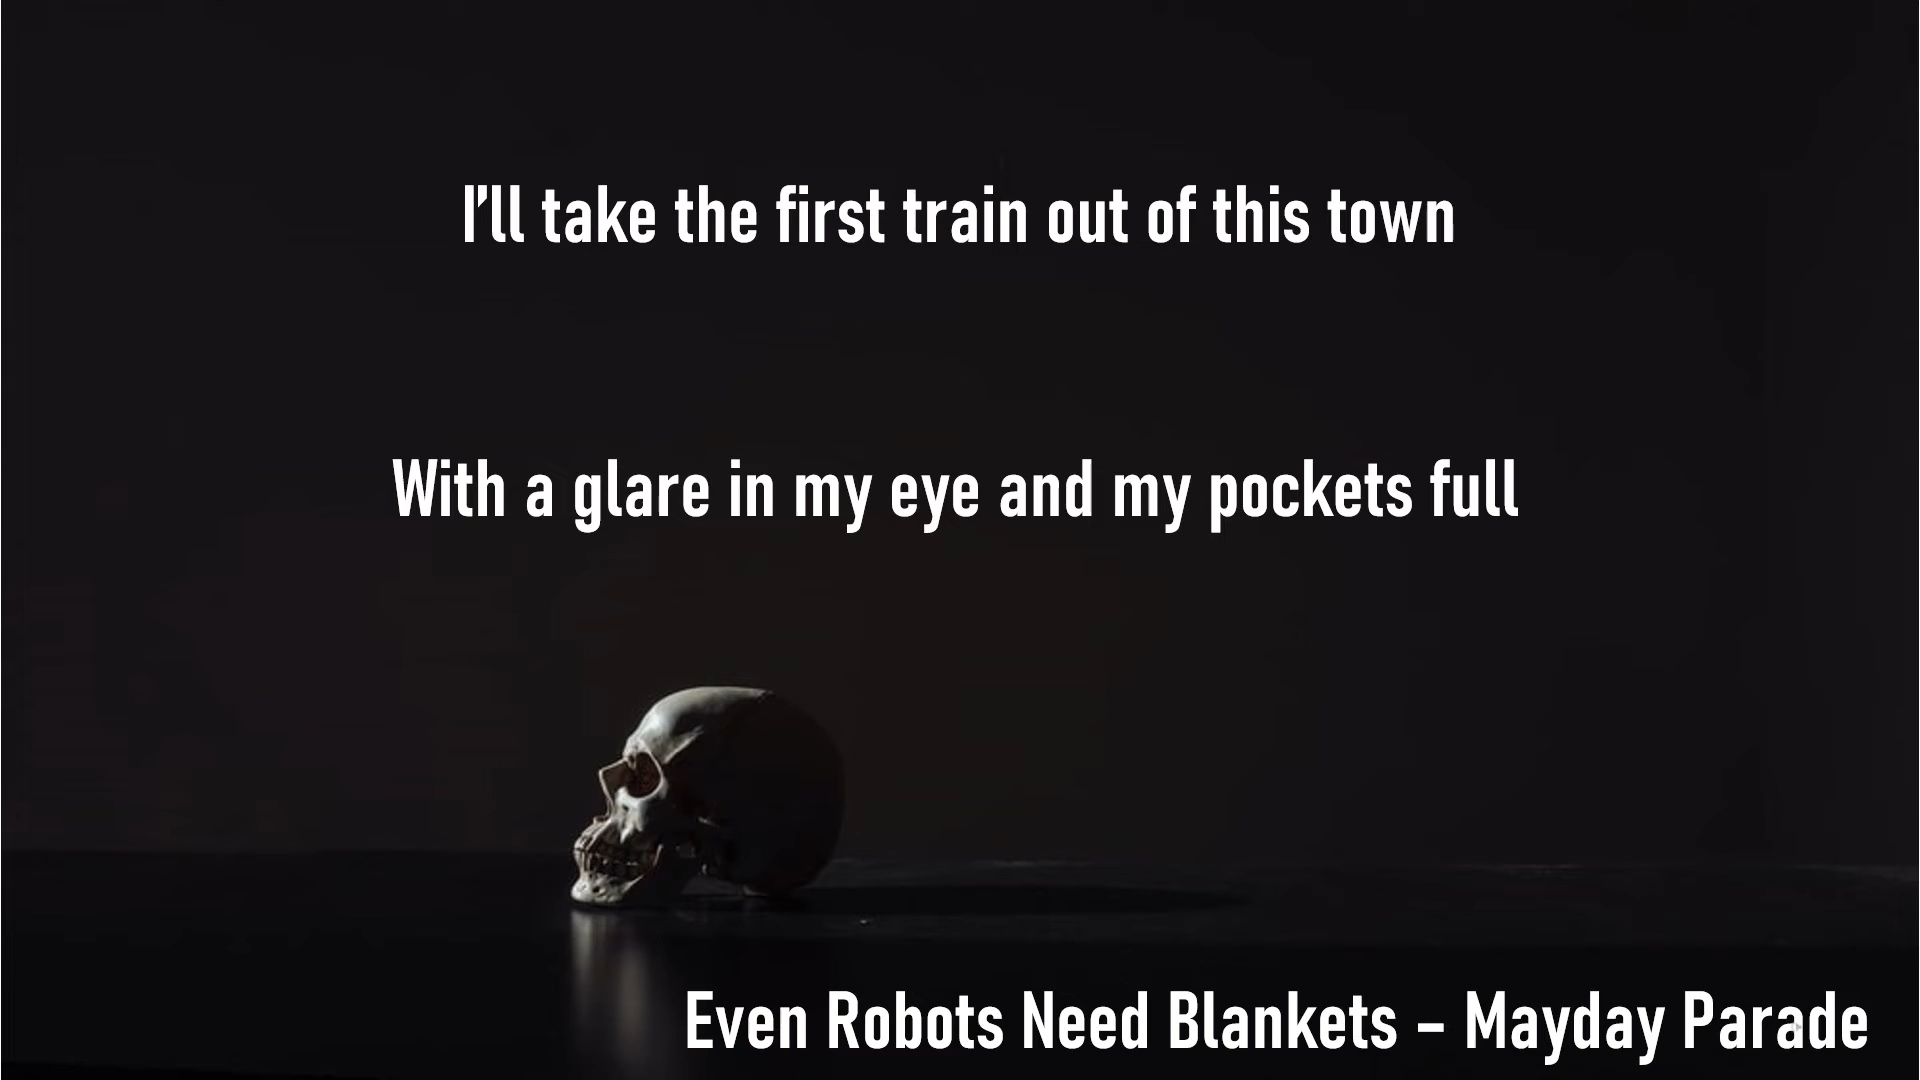 I'll take the first train out of this town
With a glare in my eye and my pockets full
Even Robots Need Blankets – Mayday Parade